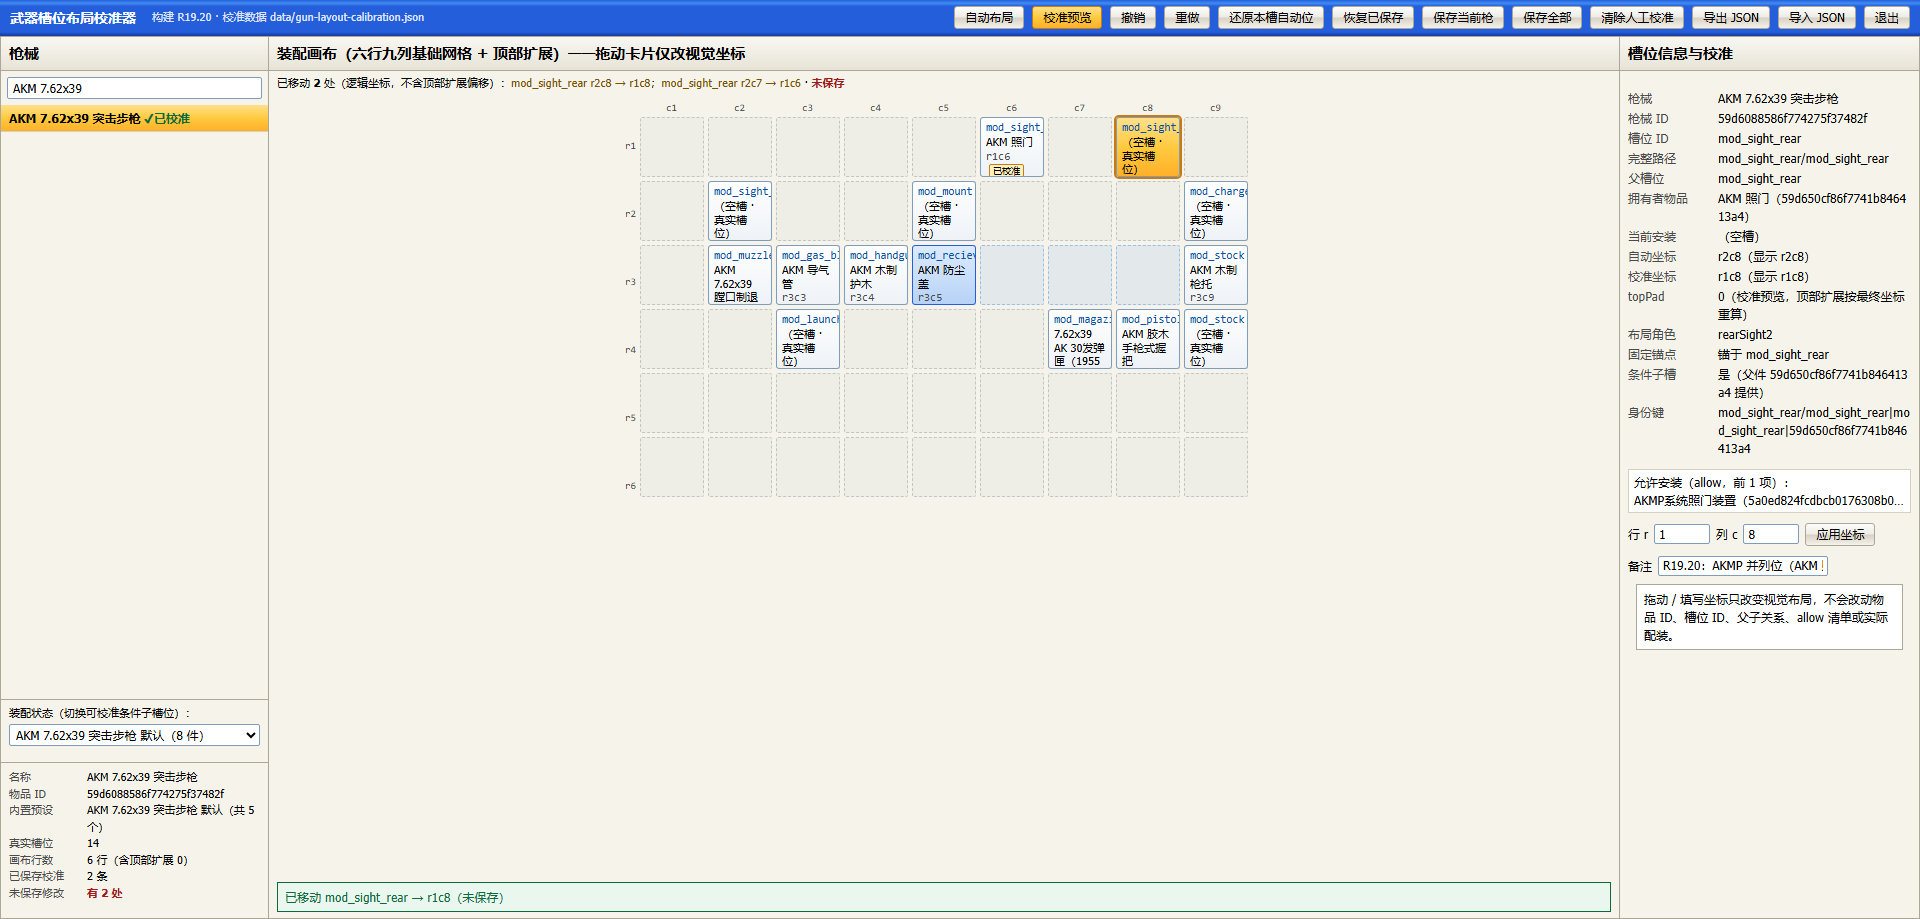 武器槽位布局校准器 构建 R19.20 · 校准数据 data/gun-layout-calibration.json
自动布局 校准预览 撤销 重做 还原本槽自动位 恢复已保存 保存当前枪 保存全部 清除人工校准 导出 JSON 导入 JSON 退出
枪械
AKM 7.62x39
AKM 7.62x39 突击步枪 ✓已校准
装配状态（切换可校准条件子槽位）：
AKM 7.62x39 突击步枪 默认（8 件）
名称 AKM 7.62x39 突击步枪
物品 ID 59d6088586f774275f37482f
内置预设 AKM 7.62x39 突击步枪 默认（共 5
个）
真实槽位 14
画布行数 6 行（含顶部扩展 0）
已保存校准 2 条
未保存修改 有 2 处
装配画布（六行九列基础网格 + 顶部扩展）——拖动卡片仅改视觉坐标
已移动 2 处（逻辑坐标，不含顶部扩展偏移）：mod_sight_rear r2c8 → r1c8；mod_sight_rear r2c7 → r1c6 · 未保存
c1 c2 c3 c4 c5 c6 c7 c8 c9
r1
mod_sight_
AKM 照门
r1c6
已校准
mod_sight_
（空槽 ·
真实槽
位）
r2
mod_sight_
（空槽 ·
真实槽
位）
mod_mount
（空槽 ·
真实槽
位）
mod_charge
（空槽 ·
真实槽
位）
r3
mod_muzzle
AKM
7.62x39
膛口制退
mod_gas_bl
AKM 导气
管
r3c3
mod_handgu
AKM 木制
护木
r3c4
mod_reciev
AKM 防尘
盖
r3c5
mod_stock
AKM 木制
枪托
r3c9
r4
mod_launch
（空槽 ·
真实槽
位）
mod_magazi
7.62x39
AK 30发弹
匣（1955
mod_pistol
AKM 胶木
手枪式握
把
mod_stock
（空槽 ·
真实槽
位）
r5
r6
已移动 mod_sight_rear → r1c8（未保存）
槽位信息与校准
枪械 AKM 7.62x39 突击步枪
枪械 ID 59d6088586f774275f37482f
槽位 ID mod_sight_rear
完整路径 mod_sight_rear/mod_sight_rear
父槽位 mod_sight_rear
拥有者物品 AKM 照门（59d650cf86f7741b8464
13a4）
当前安装 （空槽）
自动坐标 r2c8（显示 r2c8）
校准坐标 r1c8（显示 r1c8）
topPad 0（校准预览，顶部扩展按最终坐标
重算）
布局角色 rearSight2
固定锚点 锚于 mod_sight_rear
条件子槽 是（父件 59d650cf86f7741b846413
a4 提供）
身份键 mod_sight_rear/mod_sight_rear|mo
d_sight_rear|59d650cf86f7741b846
413a4
允许安装（allow，前 1 项）：
AKMP系统照门装置（5a0ed824fcdbcb0176308b0...
行 r 1 列 c 8 应用坐标
备注 R19.20：AKMP 并列位（AKM
拖动 / 填写坐标只改变视觉布局，不会改动物
品 ID、槽位 ID、父子关系、allow 清单或实际
配装。